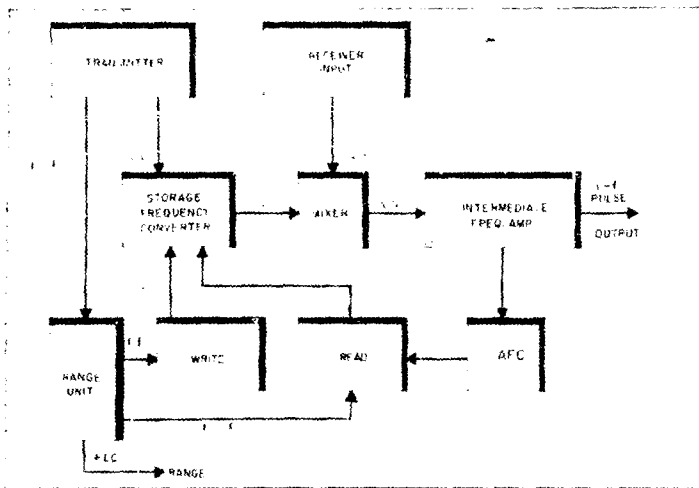 TRANSMITTER
RECEIVER
INPUT
STORAGE
FREQUENCY
CONVERTER
MIXER
INTERMEDIATE
FREQ. AMP
PULSE
OUTPUT
RANGE
UNIT
WRITE
READ
AFC
RANGE